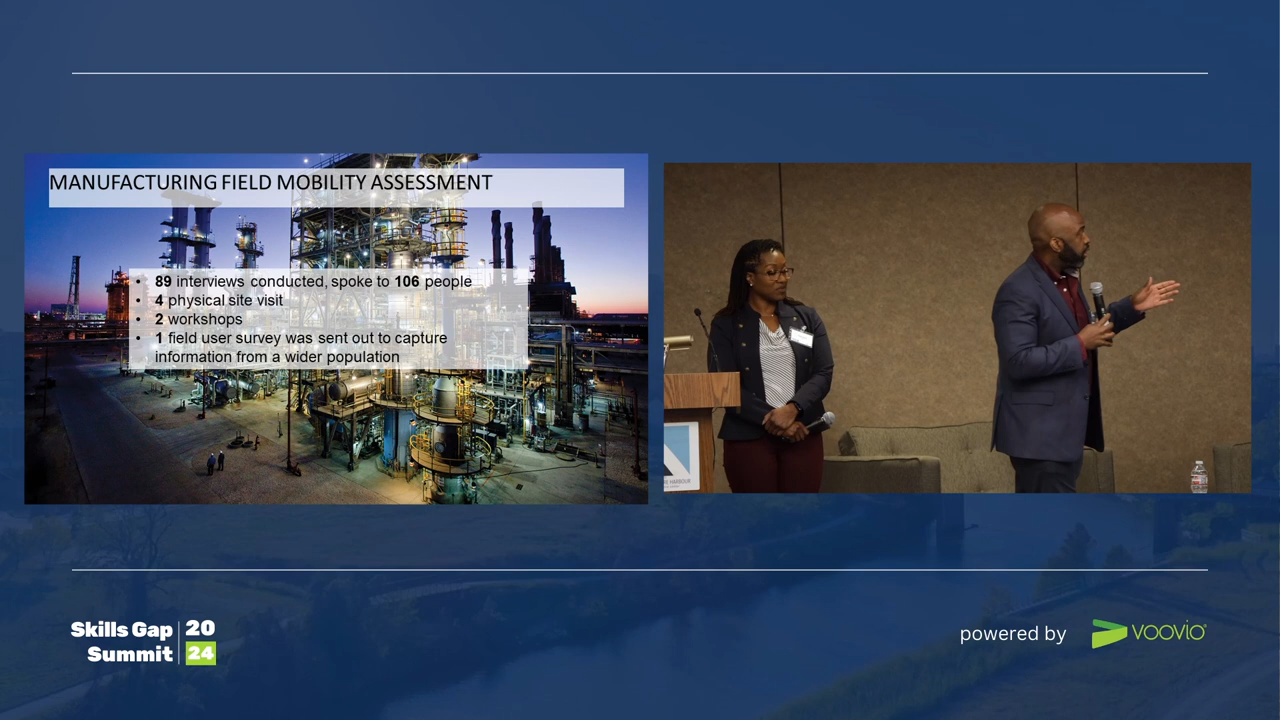 MANUFACTURING FIELD MOBILITY ASSESSMENT
• 89 interviews conducted, spoke to 106 people
• 4 physical site visit
• 2 workshops
• 1 field user survey was sent out to capture
information from a wider population
Skills Gap
Summit
20
24
powered by
VOOVIO